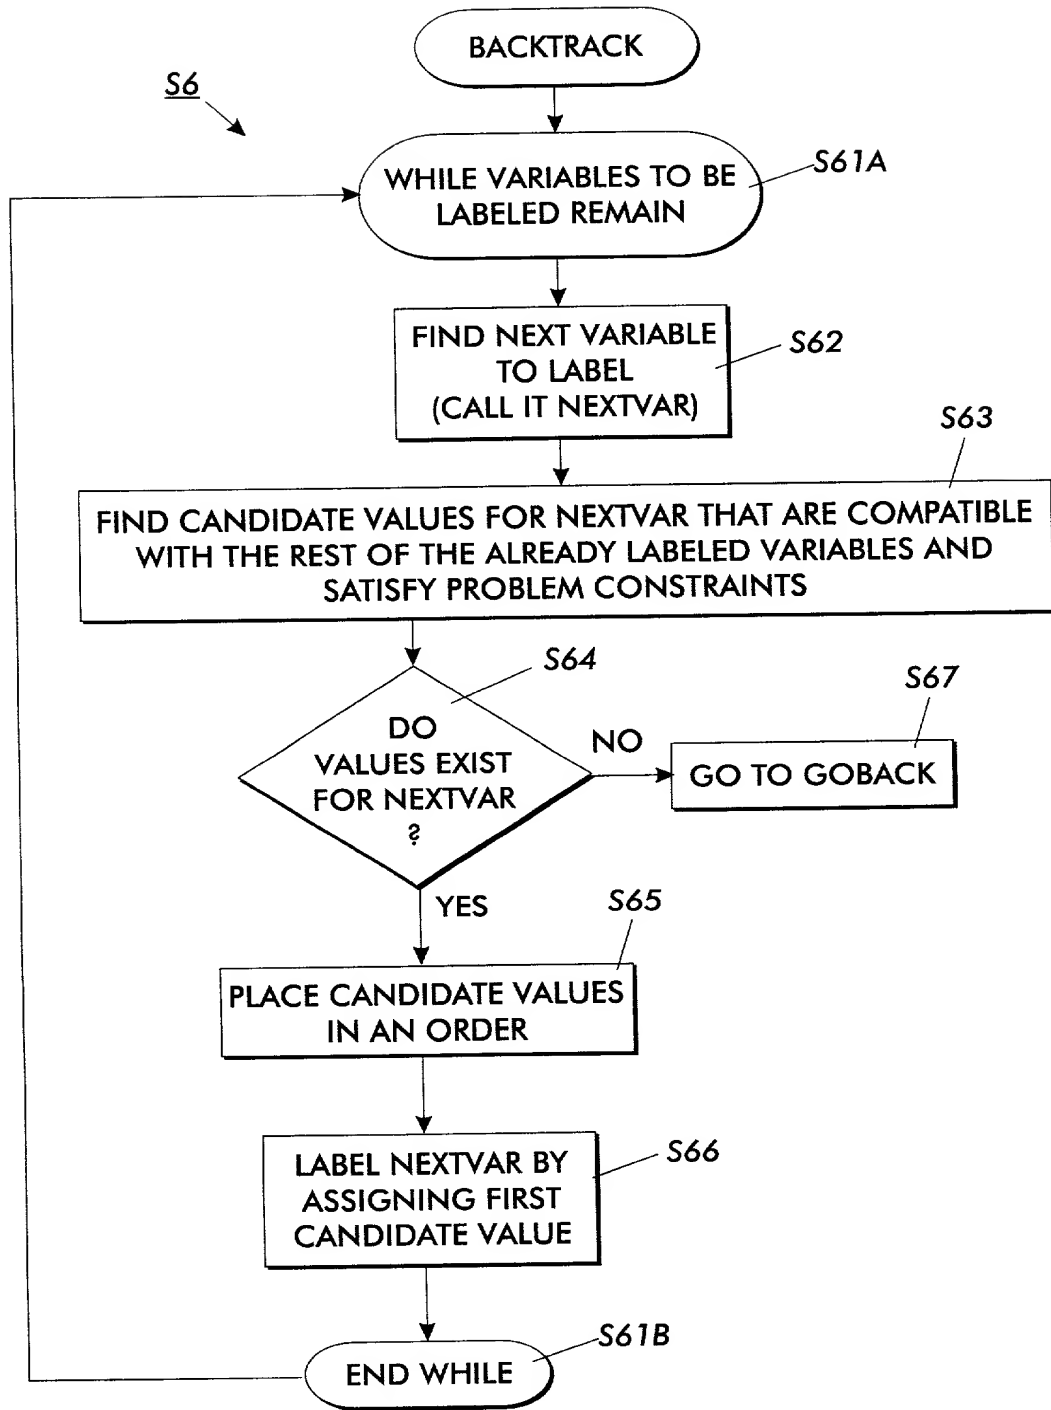 BACKTRACK
S6
WHILE VARIABLES TO BE
LABELED REMAIN
S61A
FIND NEXT VARIABLE
TO LABEL
(CALL IT NEXTVAR)
S62
S63
FIND CANDIDATE VALUES FOR NEXTVAR THAT ARE COMPATIBLE
WITH THE REST OF THE ALREADY LABELED VARIABLES AND
SATISFY PROBLEM CONSTRAINTS
S64
DO
VALUES EXIST
FOR NEXTVAR
?
NO
S67
GO TO GOBACK
YES
S65
PLACE CANDIDATE VALUES
IN AN ORDER
LABEL NEXTVAR BY
ASSIGNING FIRST
CANDIDATE VALUE
S66
END WHILE
S61B